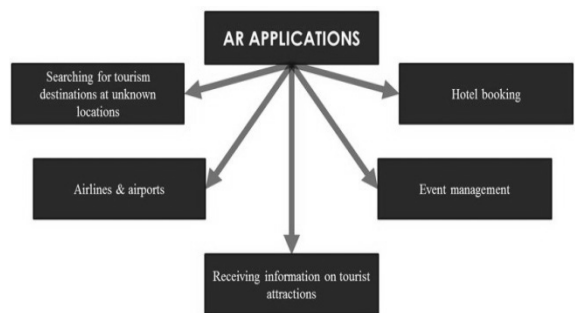 AR APPLICATIONS
Searching for tourism
destinations at unknown
locations
Hotel booking
Airlines & airports
Event management
Receiving information on tourist
attractions